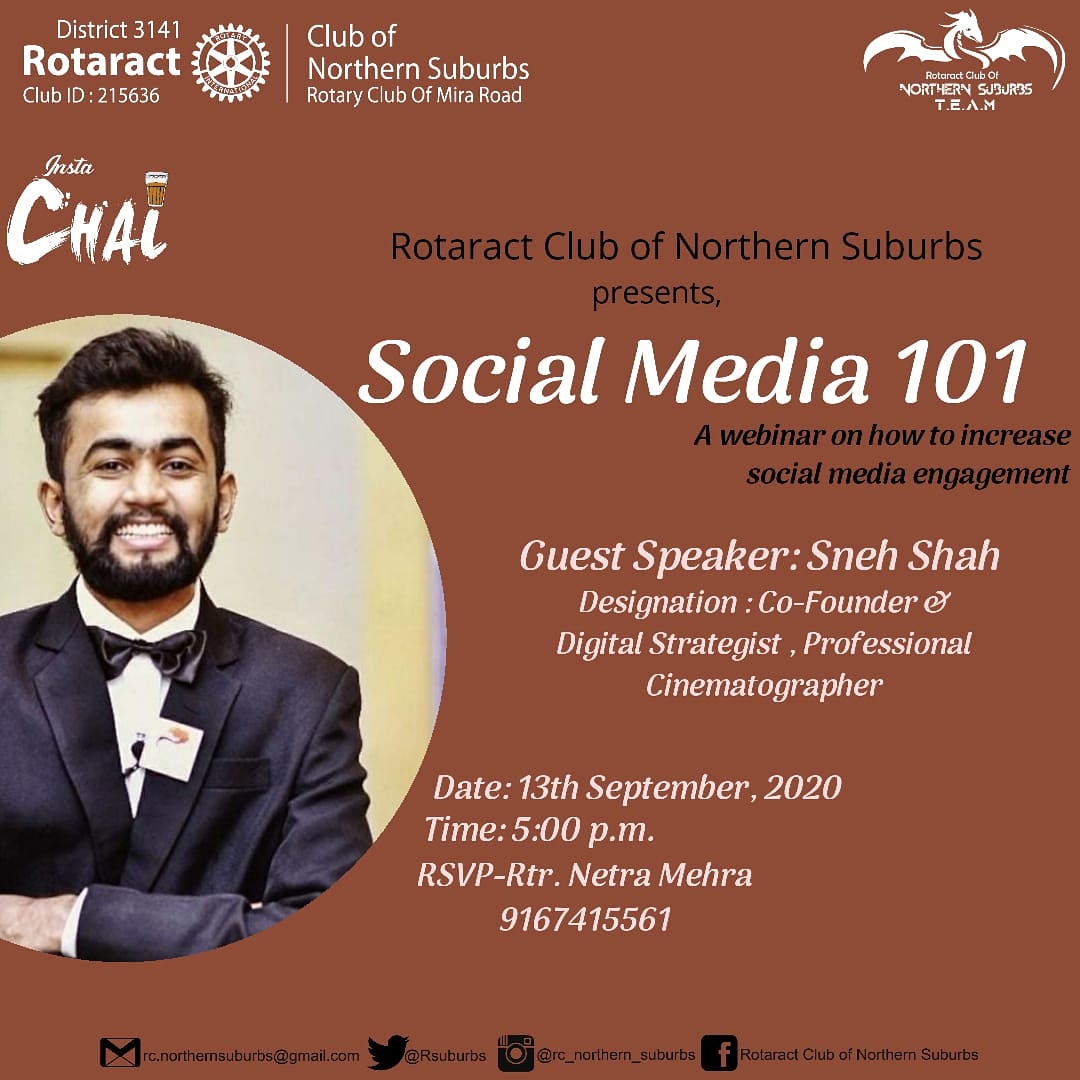 District 3141
Rotaract
Club ID : 215636
ROTARY
INTERNATIONAL
Club of
Northern Suburbs
Rotary Club Of Mira Road
Rotaract Club Of
NORTHERN SUBURBS
T.E.A.M
Insta
CHAI
Rotaract Club of Northern Suburbs
presents,
Social Media 101
A webinar on how to increase
social media engagement
Guest Speaker: Sneh Shah
Designation : Co-Founder &
Digital Strategist , Professional
Cinematographer
Date: 13th September, 2020
Time: 5:00 p.m.
RSVP-Rtr. Netra Mehra
9167415561
rc.northernsuburbs@gmail.com @Rsuburbs @rc_northern_suburbs Rotaract Club of Northern Suburbs